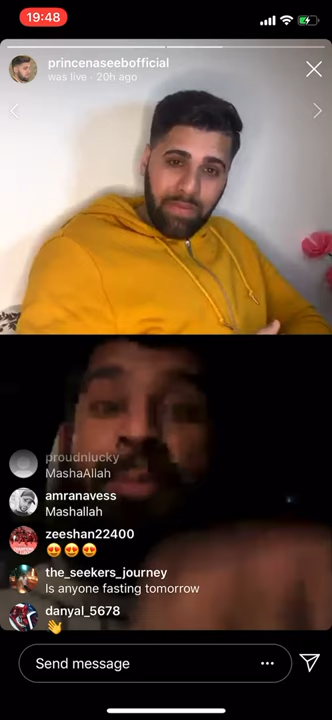 19:48
princenaseebofficial
was live · 20h ago
proudnlucky
MashaAllah
amranavess
Mashallah
zeeshan22400
😍😍😍
the_seekers_journey
Is anyone fasting tomorrow
danyal_5678
👋
Send message